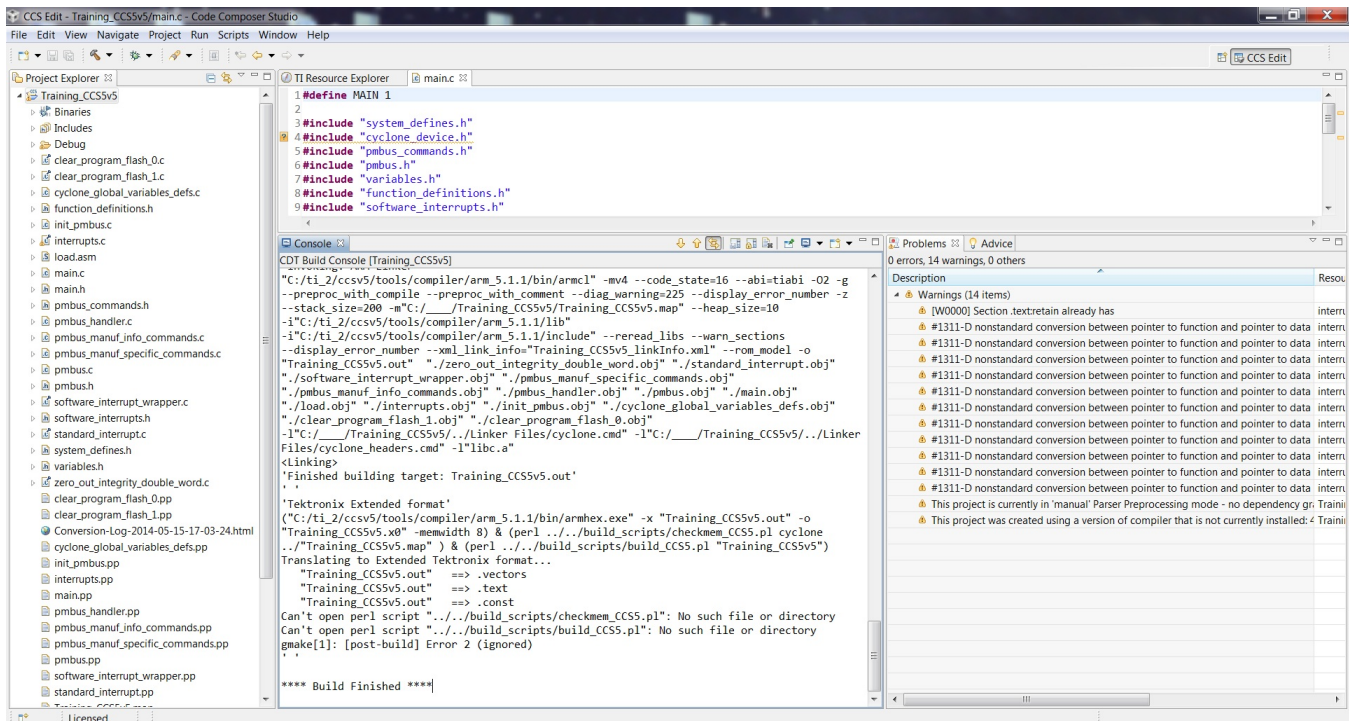 CCS Edit - Training_CCS5v5/main.c - Code Composer Studio
File Edit View Navigate Project Run Scripts Window Help
CCS Edit
Project Explorer
Training_CCS5v5
Binaries
Includes
Debug
clear_program_flash_0.c
clear_program_flash_1.c
cyclone_global_variables_defs.c
function_definitions.h
init_pmbus.c
interrupts.c
load.asm
main.c
main.h
pmbus_commands.h
pmbus_handler.c
pmbus_manuf_info_commands.c
pmbus_manuf_specific_commands.c
pmbus.c
pmbus.h
software_interrupt_wrapper.c
software_interrupts.h
standard_interrupt.c
system_defines.h
variables.h
zero_out_integrity_double_word.c
clear_program_flash_0.pp
clear_program_flash_1.pp
Conversion-Log-2014-05-15-17-03-24.html
cyclone_global_variables_defs.pp
init_pmbus.pp
interrupts.pp
main.pp
pmbus_handler.pp
pmbus_manuf_info_commands.pp
pmbus_manuf_specific_commands.pp
pmbus.pp
software_interrupt_wrapper.pp
standard_interrupt.pp
TI Resource Explorer main.c
1 #define MAIN 1
2
3 #include "system_defines.h"
4 #include "cyclone_device.h"
5 #include "pmbus_commands.h"
6 #include "pmbus.h"
7 #include "variables.h"
8 #include "function_definitions.h"
9 #include "software_interrupts.h"
Console
CDT Build Console [Training_CCS5v5]
"C:/ti_2/ccsv5/tools/compiler/arm_5.1.1/bin/armcl" -mv4 --code_state=16 --abi=tiabi -O2 -g
--preproc_with_compile --preproc_with_comment --diag_warning=225 --display_error_number -z
--stack_size=200 -m"C:/____/Training_CCS5v5/Training_CCS5v5.map" --heap_size=10
-i"C:/ti_2/ccsv5/tools/compiler/arm_5.1.1/lib"
-i"C:/ti_2/ccsv5/tools/compiler/arm_5.1.1/include" --reread_libs --warn_sections
--display_error_number --xml_link_info="Training_CCS5v5_linkInfo.xml" --rom_model -o
"Training_CCS5v5.out" "./zero_out_integrity_double_word.obj" "./standard_interrupt.obj"
"./software_interrupt_wrapper.obj" "./pmbus_manuf_specific_commands.obj"
"./pmbus_manuf_info_commands.obj" "./pmbus_handler.obj" "./pmbus.obj" "./main.obj"
"./load.obj" "./interrupts.obj" "./init_pmbus.obj" "./cyclone_global_variables_defs.obj"
"./clear_program_flash_1.obj" "./clear_program_flash_0.obj"
-l"C:/____/Training_CCS5v5/../Linker Files/cyclone.cmd" -l"C:/____/Training_CCS5v5/../Linker
Files/cyclone_headers.cmd" -l"libc.a"
<Linking>
'Finished building target: Training_CCS5v5.out'
' '
'Tektronix Extended format'
("C:/ti_2/ccsv5/tools/compiler/arm_5.1.1/bin/armhex.exe" -x "Training_CCS5v5.out" -o
"Training_CCS5v5.x0" -memwidth 8) & (perl ../../build_scripts/checkmem_CCS5.pl cyclone
../"Training_CCS5v5.map" ) & (perl ../../build_scripts/build_CCS5.pl "Training_CCS5v5")
Translating to Extended Tektronix format...
"Training_CCS5v5.out" ==> .vectors
"Training_CCS5v5.out" ==> .text
"Training_CCS5v5.out" ==> .const
Can't open perl script "../../build_scripts/checkmem_CCS5.pl": No such file or directory
Can't open perl script "../../build_scripts/build_CCS5.pl": No such file or directory
gmake[1]: [post-build] Error 2 (ignored)
' '
**** Build Finished ****
Problems Advice
0 errors, 14 warnings, 0 others
Description Resou
Warnings (14 items)
[W0000] Section .text:retain already has interru
#1311-D nonstandard conversion between pointer to function and pointer to data interru
#1311-D nonstandard conversion between pointer to function and pointer to data interru
#1311-D nonstandard conversion between pointer to function and pointer to data interru
#1311-D nonstandard conversion between pointer to function and pointer to data interru
#1311-D nonstandard conversion between pointer to function and pointer to data interru
#1311-D nonstandard conversion between pointer to function and pointer to data interru
#1311-D nonstandard conversion between pointer to function and pointer to data interru
#1311-D nonstandard conversion between pointer to function and pointer to data interru
#1311-D nonstandard conversion between pointer to function and pointer to data interru
#1311-D nonstandard conversion between pointer to function and pointer to data interru
#1311-D nonstandard conversion between pointer to function and pointer to data interru
This project is currently in 'manual' Parser Preprocessing mode - no dependency gra Traini
This project was created using a version of compiler that is not currently installed: 4 Traini
Licensed